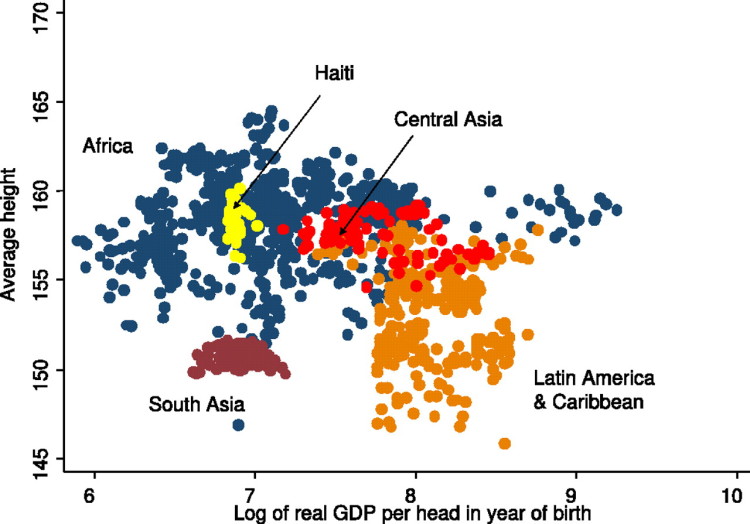 170
Haiti
165
Central Asia
Africa
160
Average height
155
150
Latin America
& Caribbean
South Asia
145
6 7 8 9 10
Log of real GDP per head in year of birth